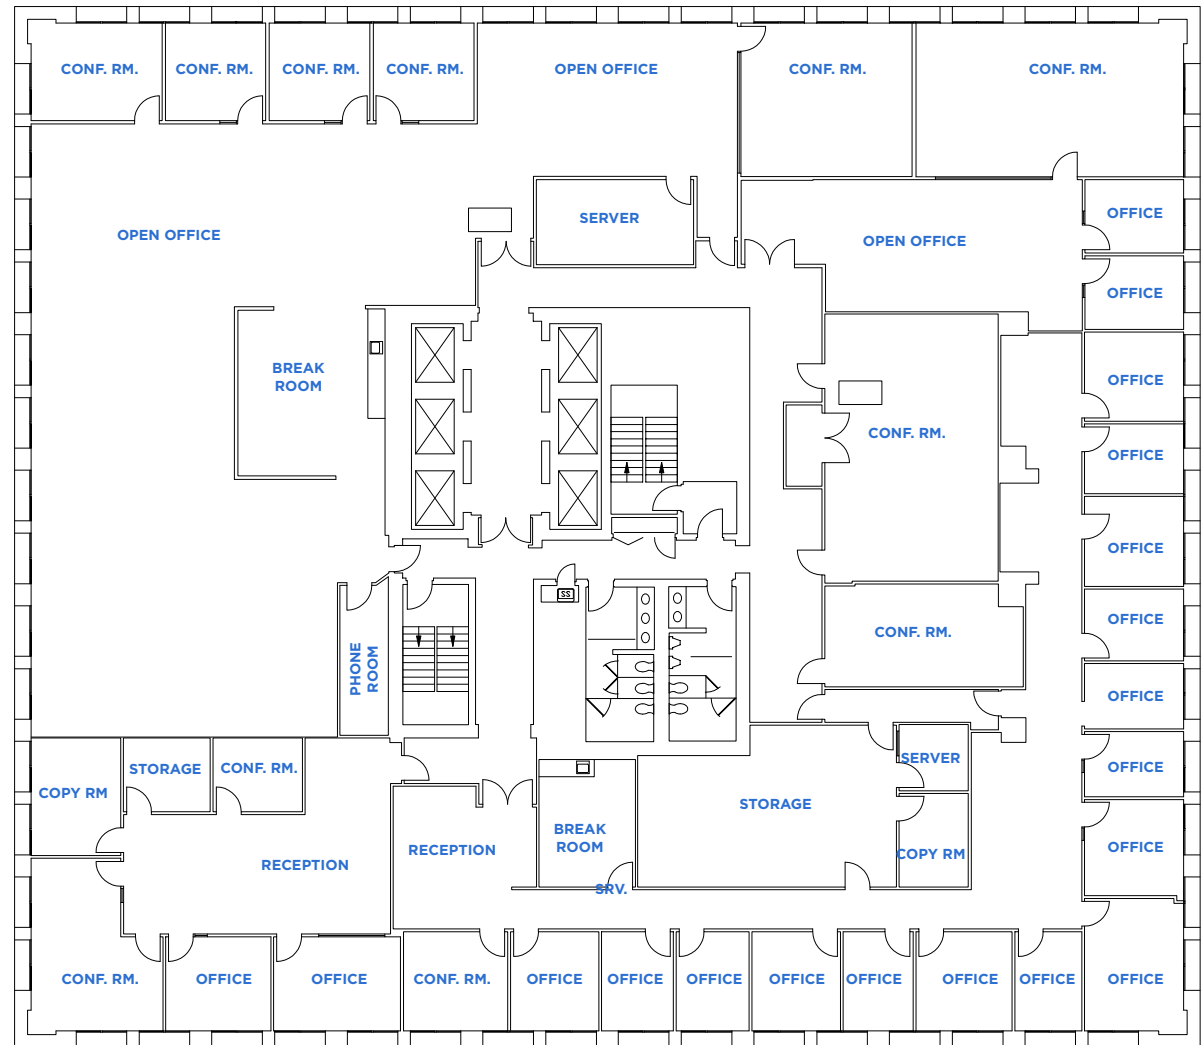 CONF. RM.
CONF. RM.
CONF. RM.
CONF. RM.
OPEN OFFICE
CONF. RM.
CONF. RM.
OFFICE
SERVER
OPEN OFFICE
OPEN OFFICE
OFFICE
BREAK
ROOM
OFFICE
CONF. RM.
OFFICE
OFFICE
SS
OFFICE
CONF. RM.
PHONE
ROOM
OFFICE
SERVER
OFFICE
STORAGE
CONF. RM.
COPY RM
STORAGE
BREAK
ROOM
OFFICE
RECEPTION
COPY RM
RECEPTION
SRV.
CONF. RM.
OFFICE
OFFICE
CONF. RM.
OFFICE
OFFICE
OFFICE
OFFICE
OFFICE
OFFICE
OFFICE
OFFICE